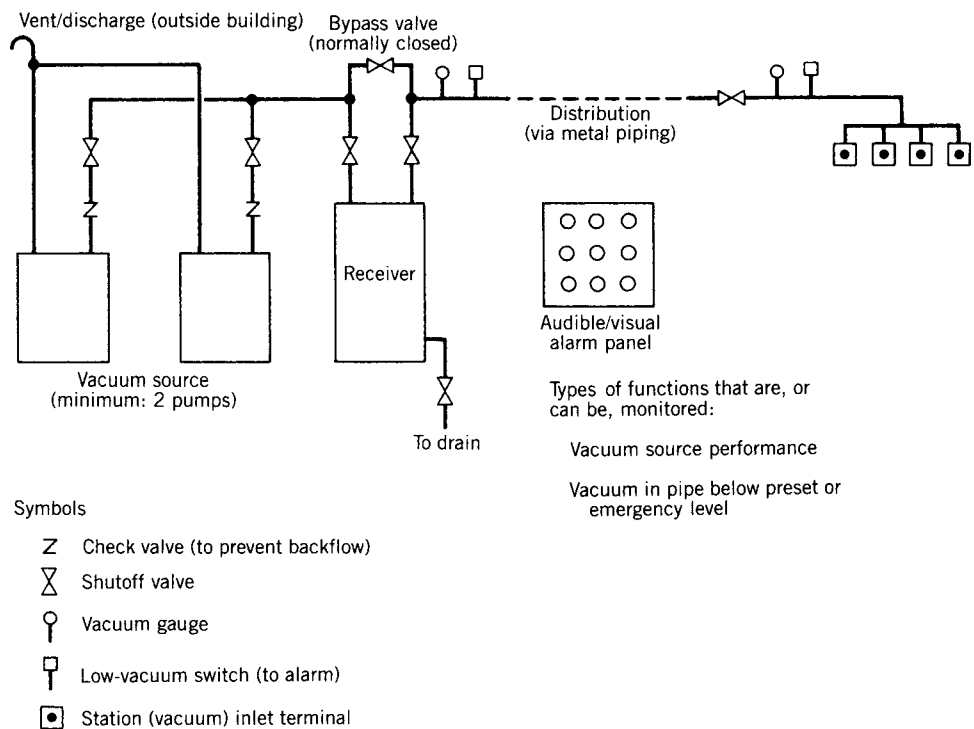 Vent/discharge (outside building)
Bypass valve
(normally closed)
Distribution
(via metal piping)
Receiver
Audible/visual
alarm panel
Vacuum source
(minimum: 2 pumps)
To drain
Types of functions that are, or
can be, monitored:
Vacuum source performance
Vacuum in pipe below preset or
emergency level
Symbols
Check valve (to prevent backflow)
Shutoff valve
Vacuum gauge
Low-vacuum switch (to alarm)
Station (vacuum) inlet terminal